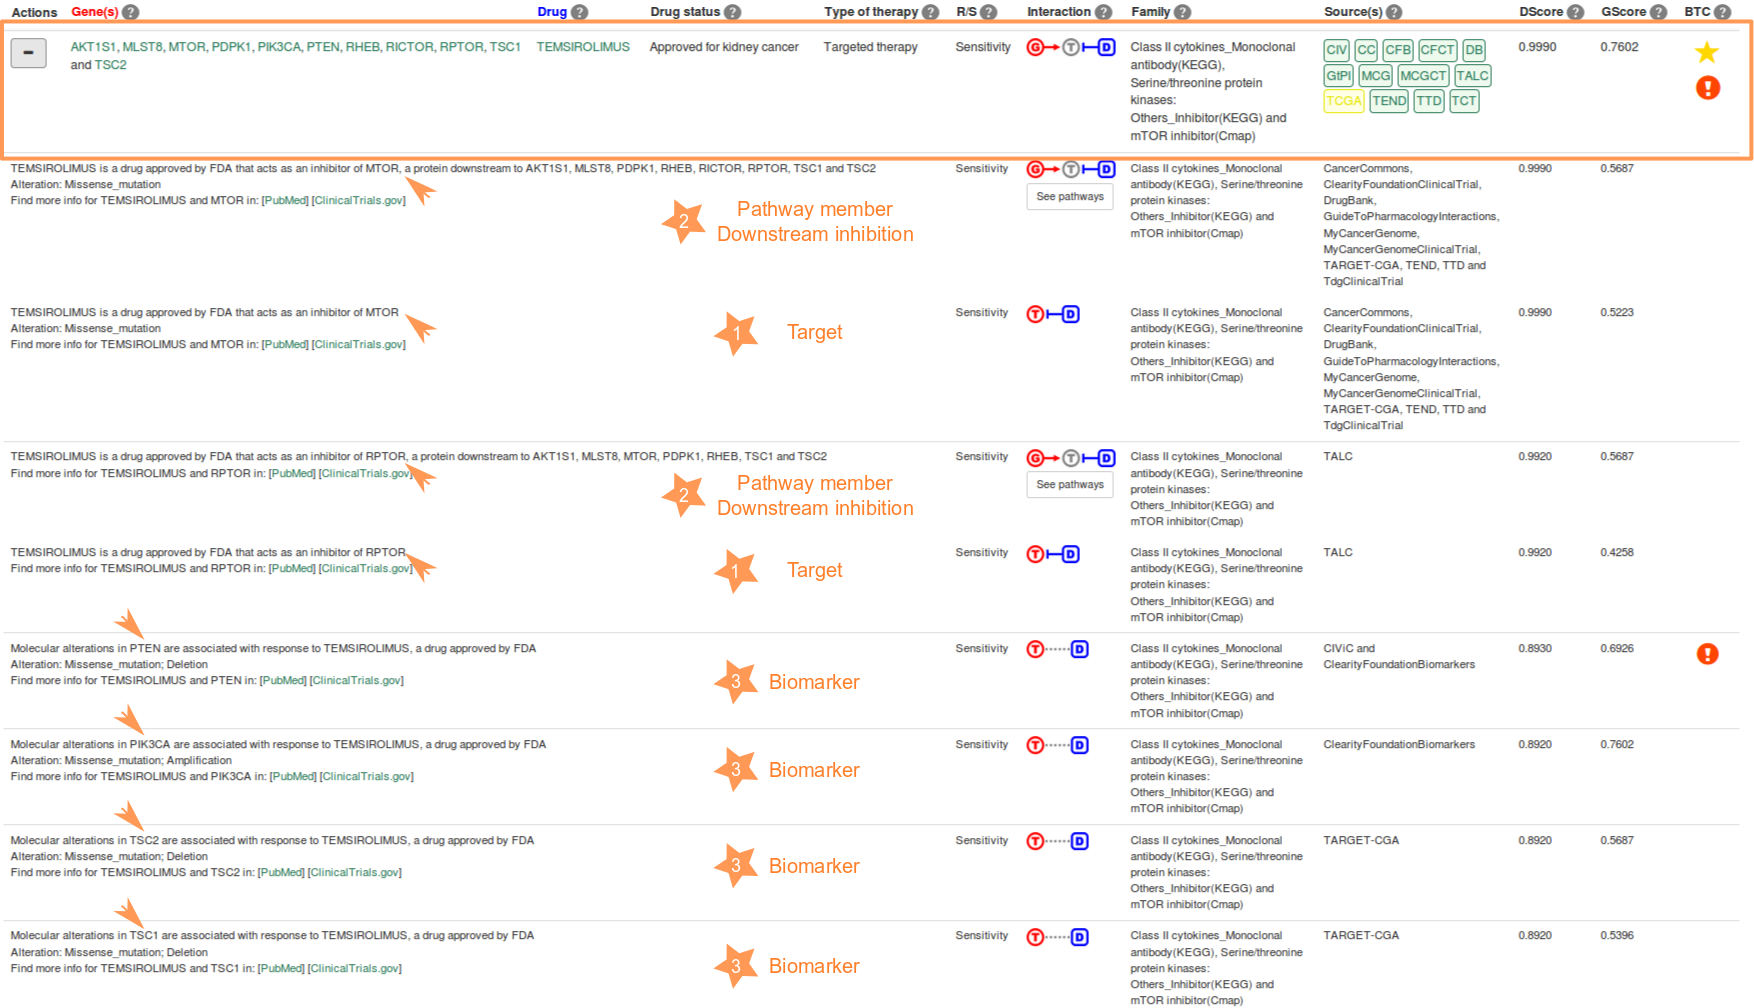 Actions Gene(s) ? Drug ? Drug status ? Type of therapy ? R/S ? Interaction ? Family ? Source(s) ? DScore ? GScore ? BTC ?
- AKT1S1, MLST8, MTOR, PDPK1, PIK3CA, PTEN, RHEB, RICTOR, RPTOR, TSC1 TEMSIROLIMUS Approved for kidney cancer Targeted therapy Sensitivity G T D Class II cytokines_Monoclonal CIV CC CFB CFCT DB 0.9990 0.7602
and TSC2 antibody(KEGG),
Serine/threonine protein GtPI MCG MCGCT TALC
kinases: TCGA TEND TTD TCT !
Others_Inhibitor(KEGG) and
mTOR inhibitor(Cmap)
TEMSIROLIMUS is a drug approved by FDA that acts as an inhibitor of MTOR, a protein downstream to AKT1S1, MLST8, PDPK1, RHEB, RICTOR, RPTOR, TSC1 and TSC2 Sensitivity G T D Class II cytokines_Monoclonal CancerCommons, 0.9990 0.5687
Alteration: Missense_mutation antibody(KEGG), Serine/threonine ClearityFoundationClinicalTrial,
Find more info for TEMSIROLIMUS and MTOR in: [PubMed] [ClinicalTrials.gov] See pathways protein kinases: DrugBank,
2 Pathway member Others_Inhibitor(KEGG) and GuideToPharmacologyInteractions,
Downstream inhibition mTOR inhibitor(Cmap) MyCancerGenome,
MyCancerGenomeClinicalTrial,
TARGET-CGA, TEND, TTD and
TdgClinicalTrial
TEMSIROLIMUS is a drug approved by FDA that acts as an inhibitor of MTOR Sensitivity T D Class II cytokines_Monoclonal CancerCommons, 0.9990 0.5223
Alteration: Missense_mutation 1 Target antibody(KEGG), Serine/threonine ClearityFoundationClinicalTrial,
Find more info for TEMSIROLIMUS and MTOR in: [PubMed] [ClinicalTrials.gov] protein kinases: DrugBank,
Others_Inhibitor(KEGG) and GuideToPharmacologyInteractions,
mTOR inhibitor(Cmap) MyCancerGenome,
MyCancerGenomeClinicalTrial,
TARGET-CGA, TEND, TTD and
TdgClinicalTrial
TEMSIROLIMUS is a drug approved by FDA that acts as an inhibitor of RPTOR, a protein downstream to AKT1S1, MLST8, MTOR, PDPK1, RHEB, TSC1 and TSC2 Sensitivity G T D Class II cytokines_Monoclonal TALC 0.9920 0.5687
Find more info for TEMSIROLIMUS and RPTOR in: [PubMed] [ClinicalTrials.gov] antibody(KEGG), Serine/threonine
2 Pathway member See pathways protein kinases:
Downstream inhibition Others_Inhibitor(KEGG) and
mTOR inhibitor(Cmap)
TEMSIROLIMUS is a drug approved by FDA that acts as an inhibitor of RPTOR Sensitivity T D Class II cytokines_Monoclonal TALC 0.9920 0.4258
Find more info for TEMSIROLIMUS and RPTOR in: [PubMed] [ClinicalTrials.gov] 1 Target antibody(KEGG), Serine/threonine
protein kinases:
Others_Inhibitor(KEGG) and
mTOR inhibitor(Cmap)
Molecular alterations in PTEN are associated with response to TEMSIROLIMUS, a drug approved by FDA Sensitivity T D Class II cytokines_Monoclonal CIViC and 0.8930 0.6926 !
Alteration: Missense_mutation; Deletion antibody(KEGG), Serine/threonine ClearityFoundationBiomarkers
Find more info for TEMSIROLIMUS and PTEN in: [PubMed] [ClinicalTrials.gov] 3 Biomarker protein kinases:
Others_Inhibitor(KEGG) and
mTOR inhibitor(Cmap)
Molecular alterations in PIK3CA are associated with response to TEMSIROLIMUS, a drug approved by FDA Sensitivity T D Class II cytokines_Monoclonal ClearityFoundationBiomarkers 0.8920 0.7602
Alteration: Missense_mutation; Amplification antibody(KEGG), Serine/threonine
Find more info for TEMSIROLIMUS and PIK3CA in: [PubMed] [ClinicalTrials.gov] 3 Biomarker protein kinases:
Others_Inhibitor(KEGG) and
mTOR inhibitor(Cmap)
Molecular alterations in TSC2 are associated with response to TEMSIROLIMUS, a drug approved by FDA Sensitivity T D Class II cytokines_Monoclonal TARGET-CGA 0.8920 0.5687
Alteration: Missense_mutation; Deletion antibody(KEGG), Serine/threonine
Find more info for TEMSIROLIMUS and TSC2 in: [PubMed] [ClinicalTrials.gov] 3 Biomarker protein kinases:
Others_Inhibitor(KEGG) and
mTOR inhibitor(Cmap)
Molecular alterations in TSC1 are associated with response to TEMSIROLIMUS, a drug approved by FDA Sensitivity T D Class II cytokines_Monoclonal TARGET-CGA 0.8920 0.5396
Alteration: Missense_mutation; Deletion antibody(KEGG), Serine/threonine
Find more info for TEMSIROLIMUS and TSC1 in: [PubMed] [ClinicalTrials.gov] 3 Biomarker protein kinases:
Others_Inhibitor(KEGG) and
mTOR inhibitor(Cmap)